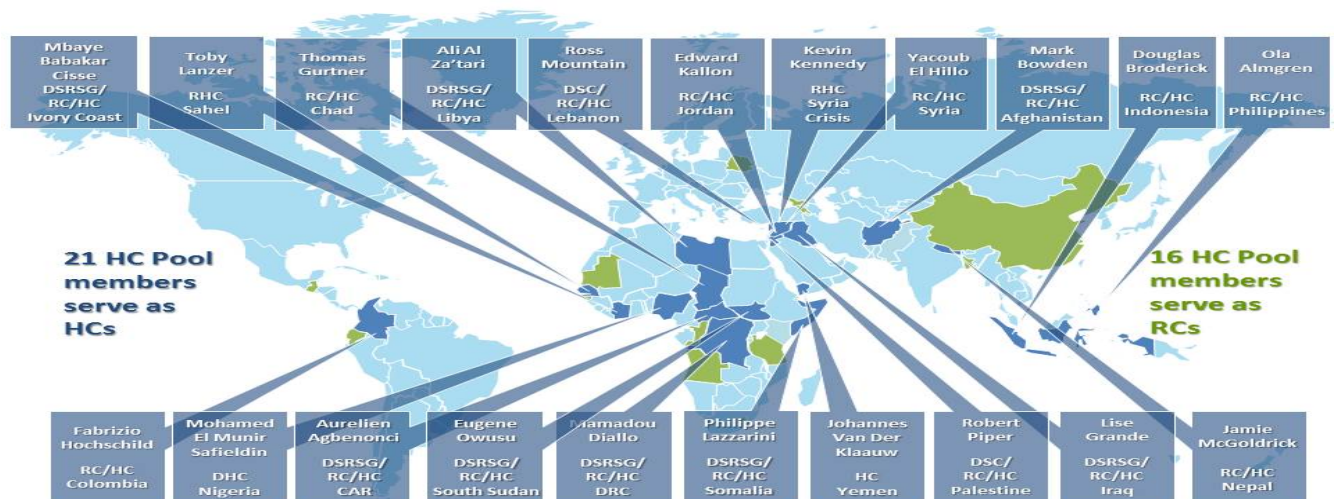 Mbaye
Babakar
Cisse
DSRSG/
RC/HC
Ivory Coast
Toby
Lanzer
RHC
Sahel
Thomas
Gurtner
RC/HC
Chad
Ali Al
Za'tari
DSRSG/
RC/HC
Libya
Ross
Mountain
DSC/
RC/HC
Lebanon
Edward
Kallon
RC/HC
Jordan
Kevin
Kennedy
RHC
Syria
Crisis
Yacoub
El Hillo
RC/HC
Syria
Mark
Bowden
DSRSG/
RC/HC
Afghanistan
Douglas
Broderick
RC/HC
Indonesia
Ola
Almgren
RC/HC
Philippines
21 HC Pool
members
serve as
HCs
16 HC Pool
members
serve as
RCs
Fabrizio
Hochschild
RC/HC
Colombia
Mohamed
El Munir
Safieldin
DHC
Nigeria
Aurelien
Agbenonci
DSRSG/
RC/HC
CAR
Eugene
Owusu
DSRSG/
RC/HC
South Sudan
Mamadou
Diallo
DSRSG/
RC/HC
DRC
Philippe
Lazzarini
DSRSG/
RC/HC
Somalia
Johannes
Van Der
Klaauw
HC
Yemen
Robert
Piper
DSC/
RC/HC
Palestine
Lise
Grande
DSRSG/
RC/HC
Iraq
Jamie
McGoldrick
RC/HC
Nepal